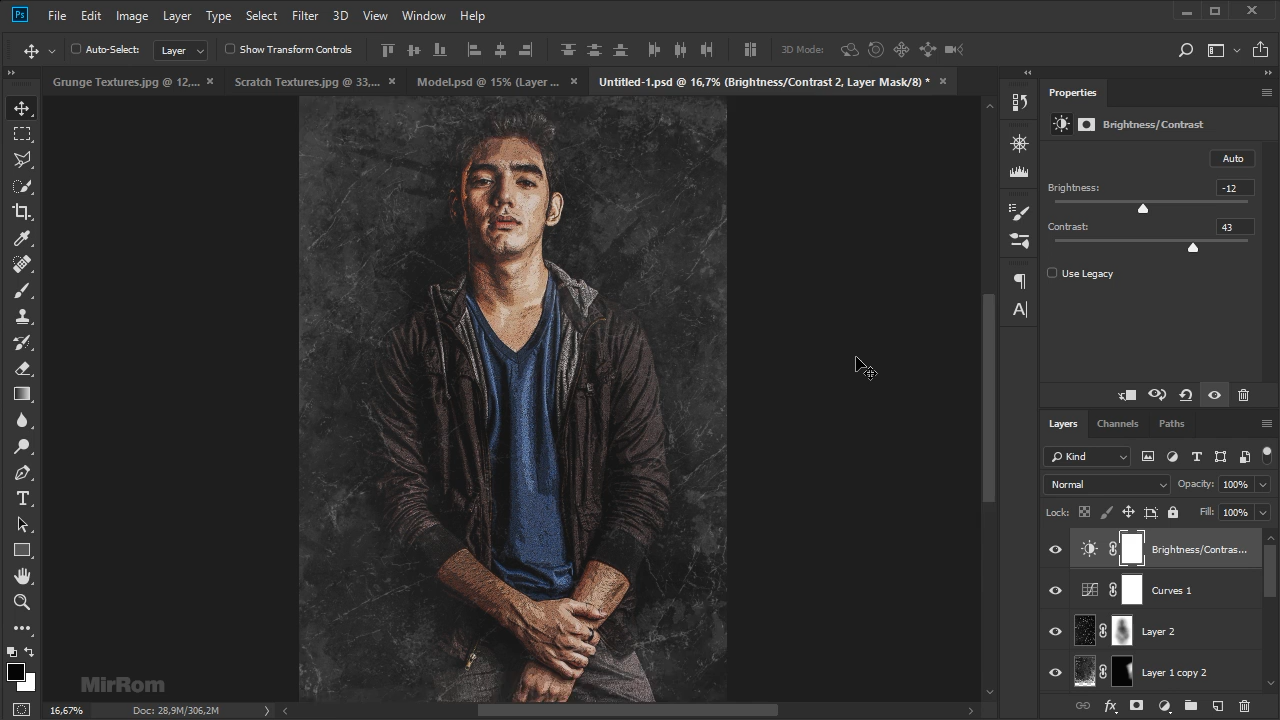 Ps File Edit Image Layer Type Select Filter 3D View Window Help
Auto-Select: Layer Show Transform Controls 3D Mode:
Grunge Textures.jpg @ 12,... × Scratch Textures.jpg @ 33,... × Model.psd @ 15% (Layer ... × Untitled-1.psd @ 16,7% (Brightness/Contrast 2, Layer Mask/8) * ×
Properties
Brightness/Contrast
Auto
Brightness: -12
Contrast: 43
Use Legacy
Layers Channels Paths
Kind
Normal Opacity: 100%
Lock: Fill: 100%
Brightness/Contras...
Curves 1
Layer 2
Layer 1 copy 2
MirRom
16,67% Doc: 28,9M/306,2M